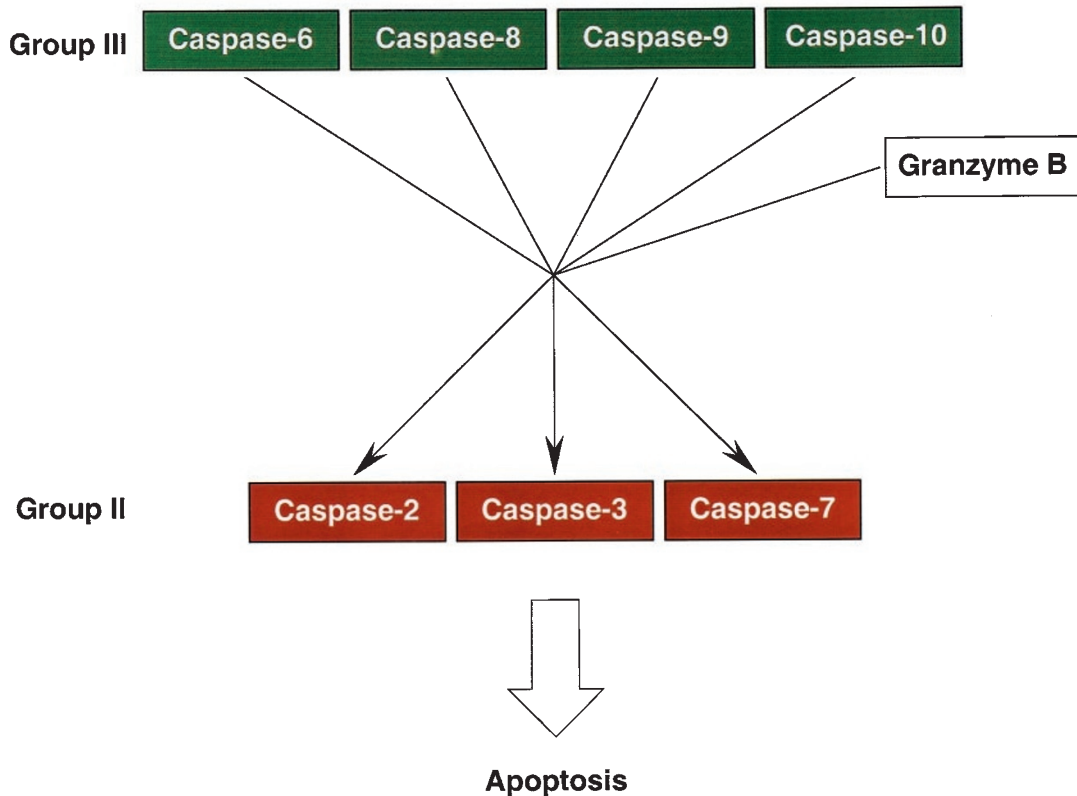 Group III Caspase-6 Caspase-8 Caspase-9 Caspase-10
Granzyme B
Group II Caspase-2 Caspase-3 Caspase-7
Apoptosis